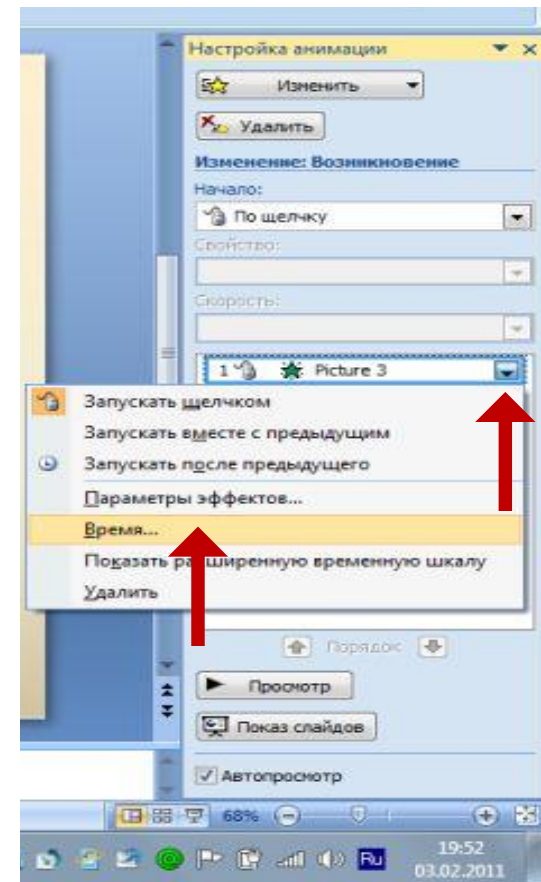 Настройка анимации
Изменить
Удалить
Изменение: Возникновение
Начало:
По щелчку
Свойство:
Скорость:
1 Picture 3
Запускать щелчком
Запускать вместе с предыдущим
Запускать после предыдущего
Параметры эффектов...
Время...
Показать расширенную временную шкалу
Удалить
Порядок
Просмотр
Показ слайдов
Автопросмотр
68%
Ru
19:52
03.02.2011